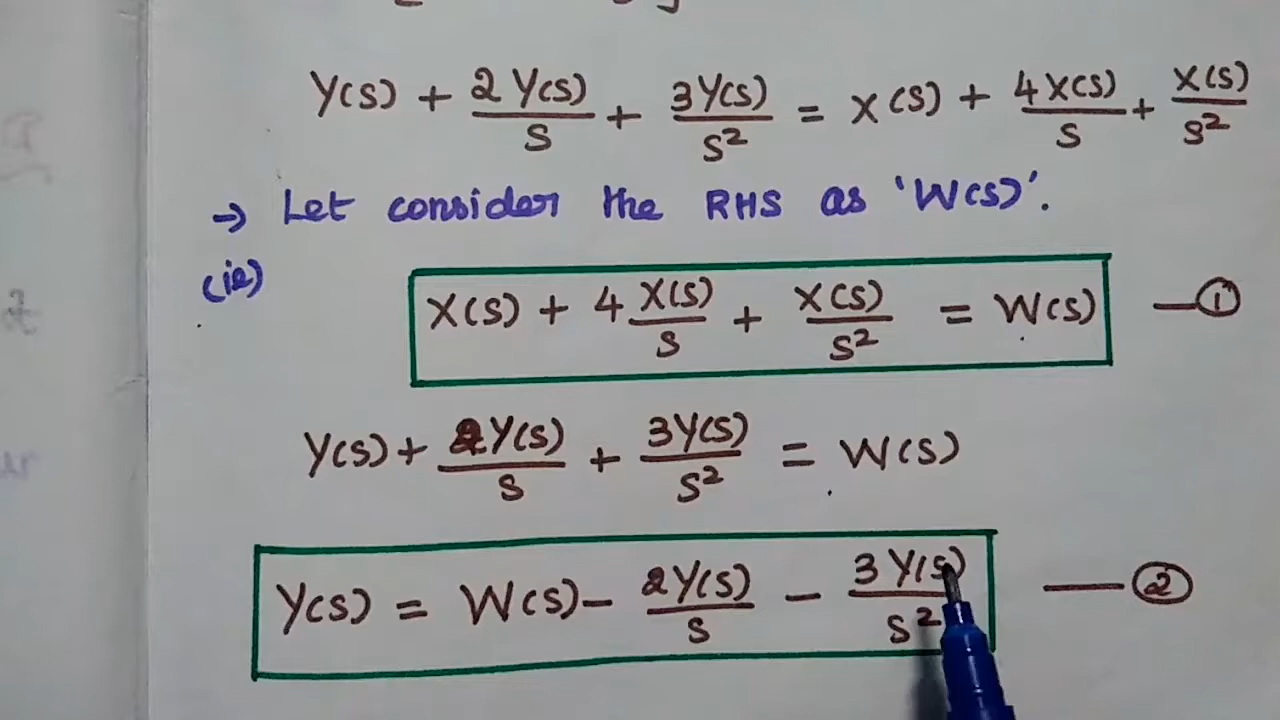 Y(S) + 2Y(S)/S + 3Y(S)/S² = X(S) + 4X(S)/S + X(S)/S²
→ Let consider the RHS as 'W(S)'.
(ie)
X(S) + 4 X(S)/S + X(S)/S² = W(S) —①
Y(S) + 2Y(S)/S + 3Y(S)/S² = W(S)
Y(S) = W(S) - 2Y(S)/S - 3Y(S)/S² —②